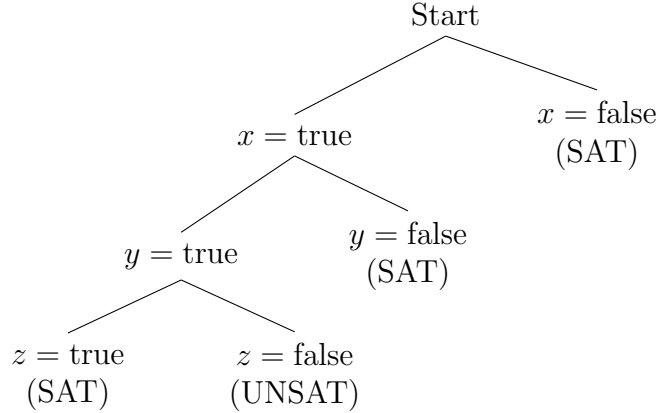 Start
x = true
x = false
(SAT)
y = true
y = false
(SAT)
z = true
(SAT)
z = false
(UNSAT)